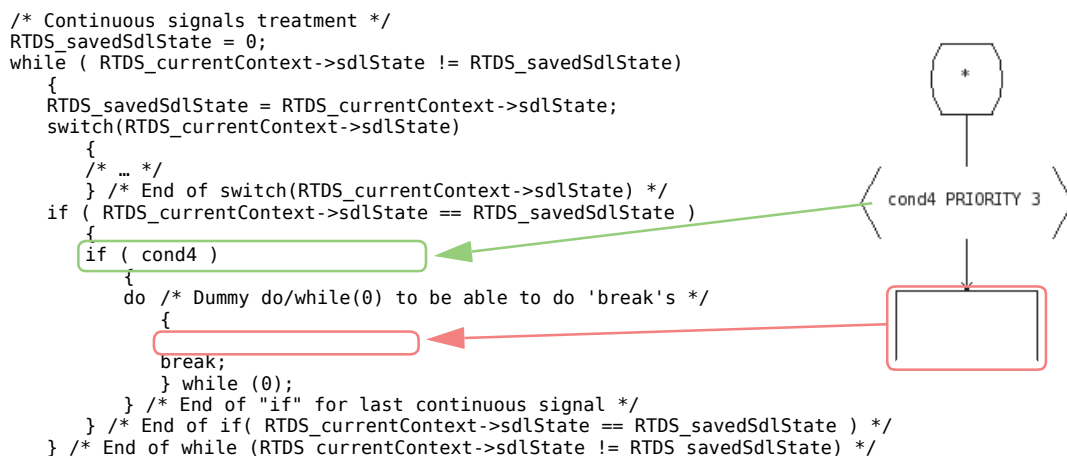 /* Continuous signals treatment */
RTDS_savedSdlState = 0;
while ( RTDS_currentContext->sdlState != RTDS_savedSdlState)
{
RTDS_savedSdlState = RTDS_currentContext->sdlState;
switch(RTDS_currentContext->sdlState)
{
/* … */
} /* End of switch(RTDS_currentContext->sdlState) */
if ( RTDS_currentContext->sdlState == RTDS_savedSdlState )
{
if ( cond4 )
{
do /* Dummy do/while(0) to be able to do 'break's */
{
break;
} while (0);
} /* End of "if" for last continuous signal */
} /* End of if( RTDS_currentContext->sdlState == RTDS_savedSdlState ) */
} /* End of while (RTDS_currentContext->sdlState != RTDS_savedSdlState) */
*
cond4 PRIORITY 3